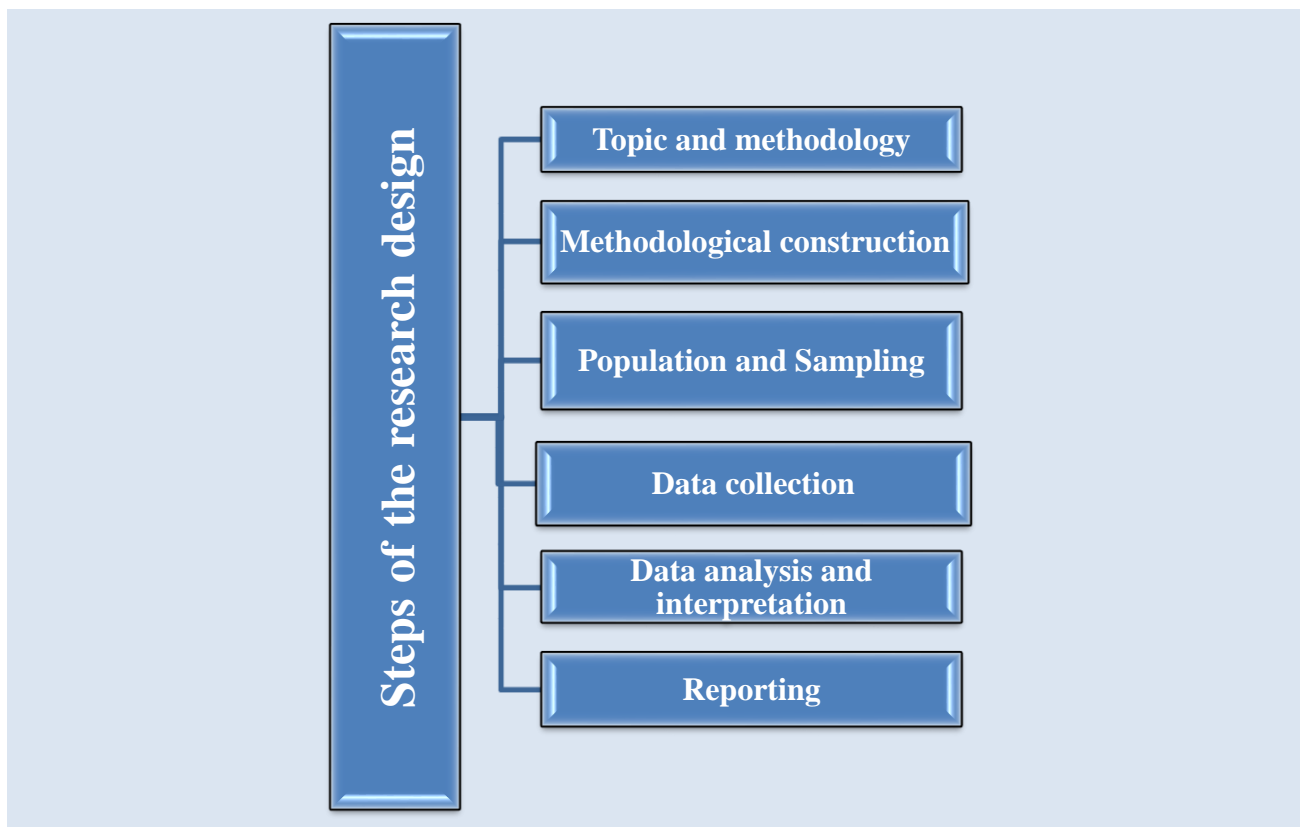 Steps of the research design
Topic and methodology
Methodological construction
Population and Sampling
Data collection
Data analysis and
interpretation
Reporting